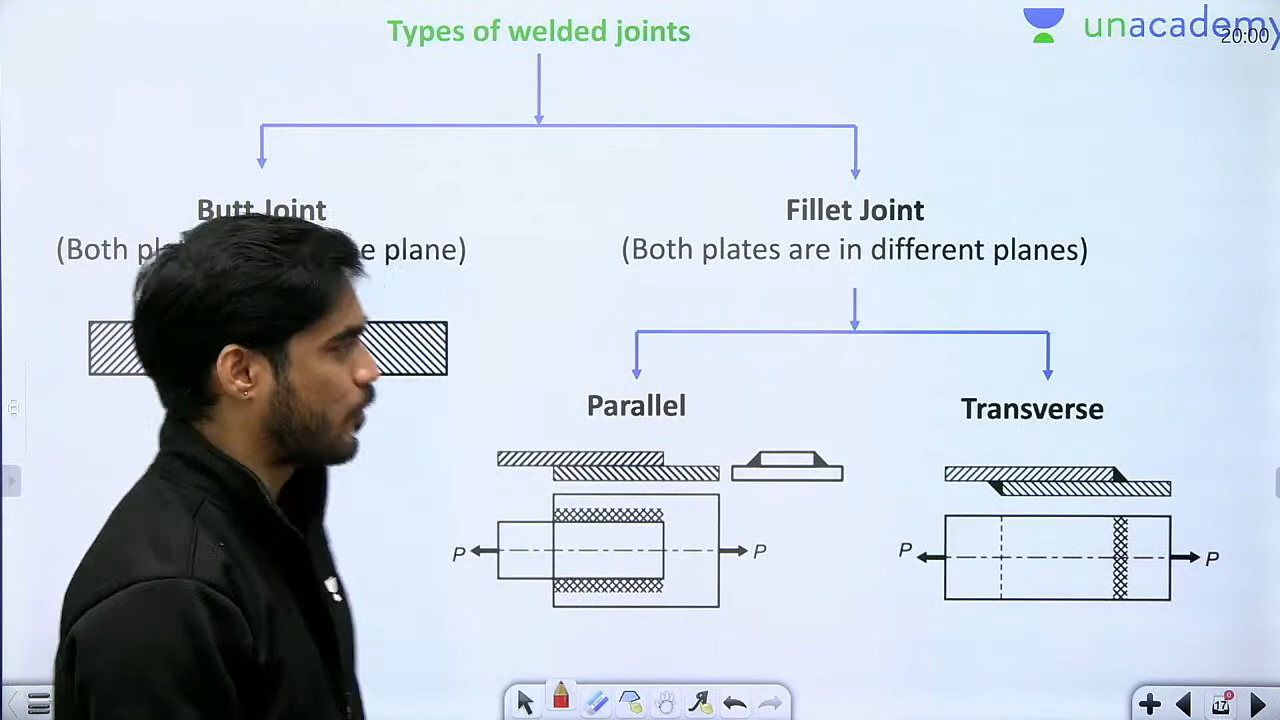 Types of welded joints
unacademy
20:00
Butt Joint
(Both pl e plane)
Fillet Joint
(Both plates are in different planes)
Parallel
Transverse
P
P
P
P
17